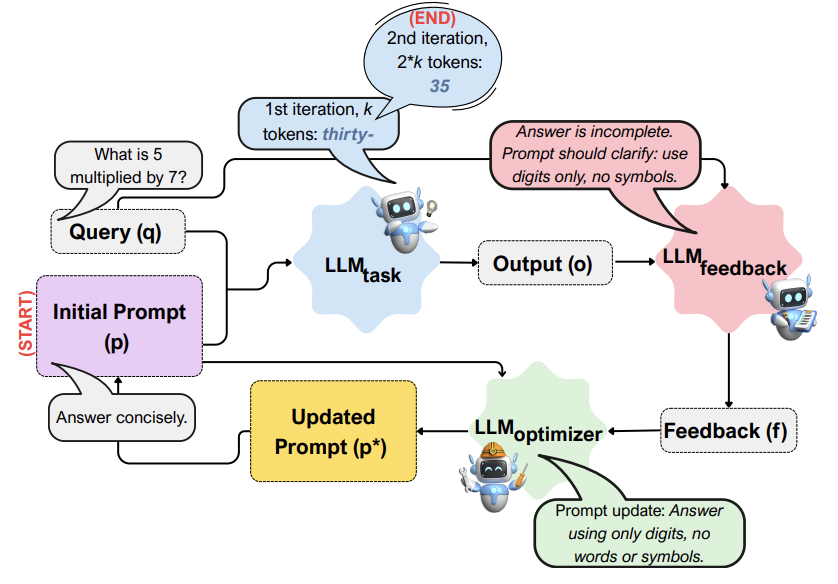 (END)
2nd iteration,
2*k tokens:
35
1st iteration, k
tokens: thirty-
What is 5
multiplied by 7?
Answer is incomplete.
Prompt should clarify: use
digits only, no symbols.
Query (q)
LLMtask
Output (o)
LLMfeedback
(START)
Initial Prompt
(p)
Answer concisely.
Updated
Prompt (p*)
LLMoptimizer
Feedback (f)
Prompt update: Answer
using only digits, no
words or symbols.